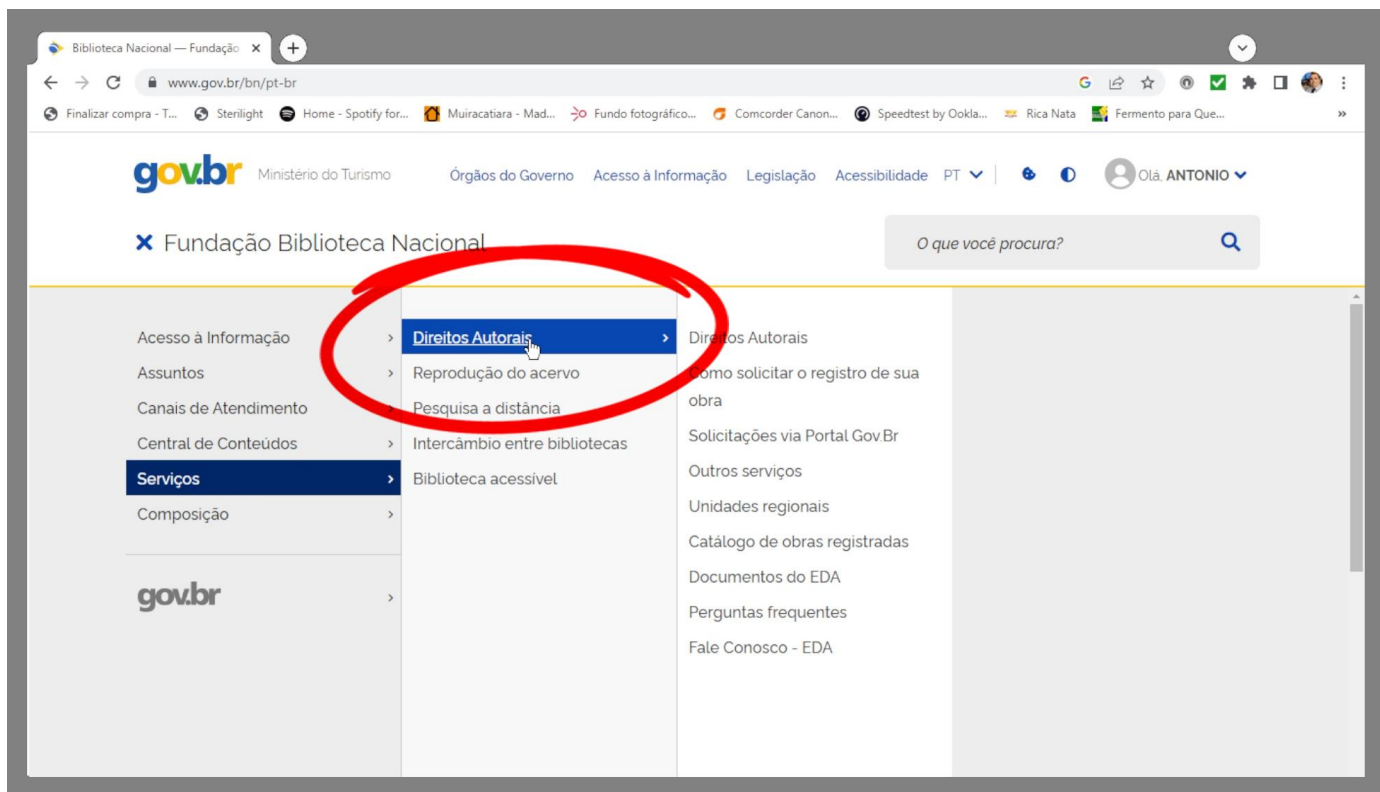 Biblioteca Nacional — Fundação
www.gov.br/bn/pt-br
Finalizar compra - T... Sterilight Home - Spotify for... Muiracatiara - Mad... Fundo fotográfico... Comcorder Canon... Speedtest by Ookla... Rica Nata Fermento para Que... »
gov.br Ministério do Turismo Órgãos do Governo Acesso à Informação Legislação Acessibilidade PT Olá, ANTONIO
Fundação Biblioteca Nacional
O que você procura?
Acesso à Informação
Assuntos
Canais de Atendimento
Central de Conteúdos
Serviços
Composição
gov.br
Direitos Autorais
Reprodução do acervo
Pesquisa a distância
Intercâmbio entre bibliotecas
Biblioteca acessível
Direitos Autorais
Como solicitar o registro de sua
obra
Solicitações via Portal Gov.Br
Outros serviços
Unidades regionais
Catálogo de obras registradas
Documentos do EDA
Perguntas frequentes
Fale Conosco - EDA